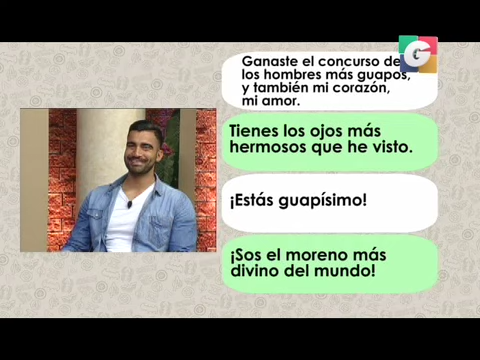 G
Ganaste el concurso de
los hombres más guapos,
y también mi corazón,
mi amor.
Tienes los ojos más
hermosos que he visto.
¡Estás guapísimo!
¡Sos el moreno más
divino del mundo!